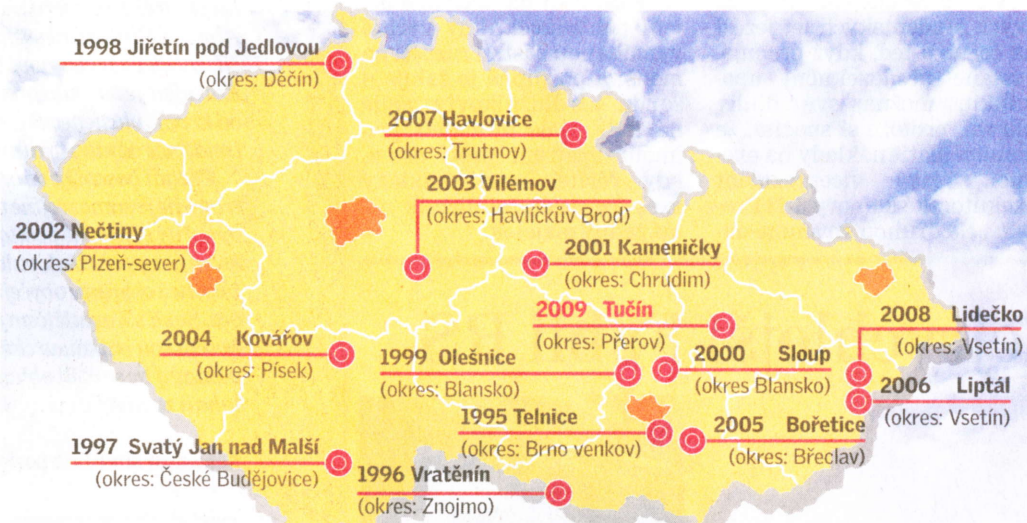 1998 Jiřetín pod Jedlovou
(okres: Děčín)
2007 Havlovice
(okres: Trutnov)
2003 Vilémov
(okres: Havlíčkův Brod)
2002 Nečtiny
(okres: Plzeň-sever)
2001 Kameničky
(okres: Chrudim)
2009 Tučín
(okres: Přerov)
2008 Lidečko
(okres: Vsetín)
2004 Kovářov
(okres: Písek)
1999 Olešnice
(okres: Blansko)
2000 Sloup
(okres Blansko)
2006 Liptál
(okres: Vsetín)
1995 Telnice
(okres: Brno venkov)
2005 Bořetice
(okres: Břeclav)
1997 Svatý Jan nad Malší
(okres: České Budějovice)
1996 Vratěnín
(okres: Znojmo)